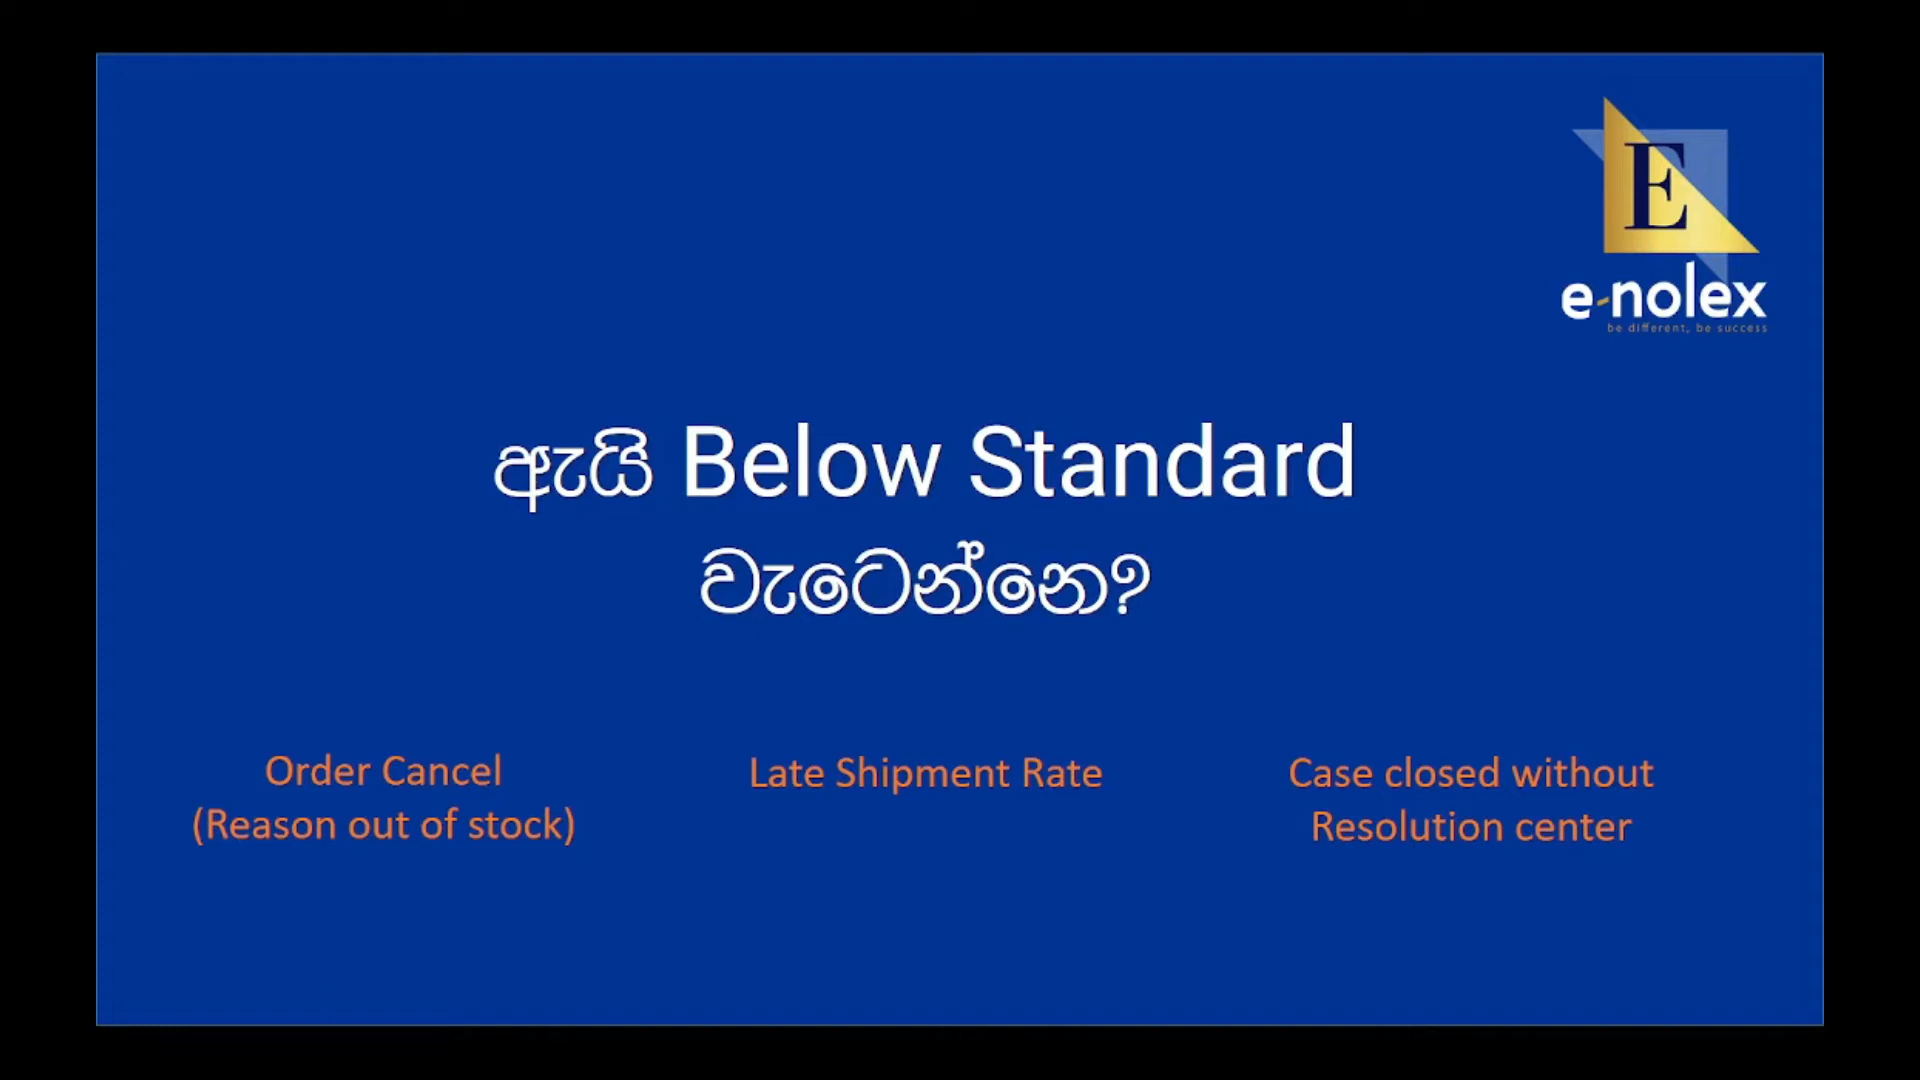 E
e-nolex
be different, be success
ඇයි Below Standard
වැටෙන්නෙ?
Order Cancel
(Reason out of stock)
Late Shipment Rate
Case closed without
Resolution center